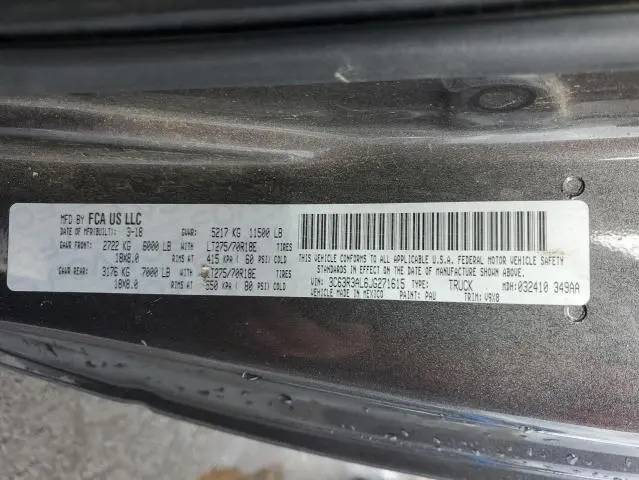 MFD BY FCA US LLC
DATE OF MFR(BUILT): 3-18 GVWR: 5217 KG 11500 LB
GAWR FRONT: 2722 KG 6000 LB WITH LT275/70R18E TIRES
18X8.0 RIMS AT 415 KPA ( 60 PSI) COLD
GAWR REAR: 3176 KG 7000 LB WITH LT275/70R18E TIRES
18X8.0 RIMS AT 550 KPA ( 80 PSI) COLD
THIS VEHICLE CONFORMS TO ALL APPLICABLE U.S.A. FEDERAL MOTOR VEHICLE SAFETY
STANDARDS IN EFFECT ON THE DATE OF MANUFACTURE SHOWN ABOVE.
VIN: 3C63R3AL6JG271615 TYPE: TRUCK MDH: 032410 349AA
VEHICLE MADE IN MEXICO PAINT: PAU TRIM: V9X8